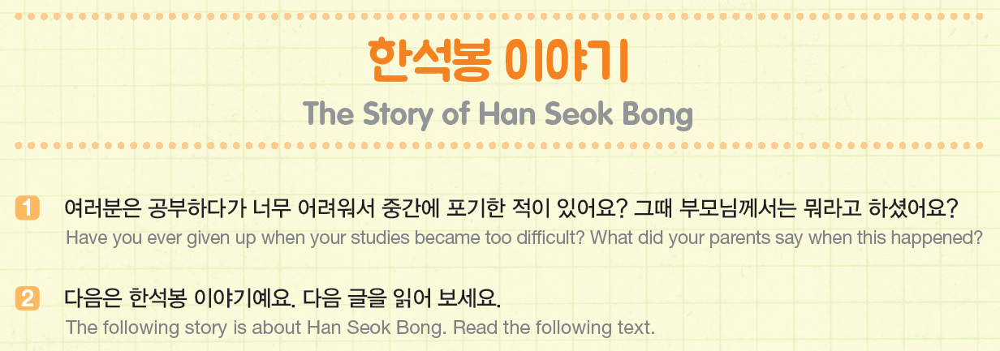 한석봉 이야기
The Story of Han Seok Bong
1 여러분은 공부하다가 너무 어려워서 중간에 포기한 적이 있어요? 그때 부모님께서는 뭐라고 하셨어요?
Have you ever given up when your studies became too difficult? What did your parents say when this happened?
2 다음은 한석봉 이야기예요. 다음 글을 읽어 보세요.
The following story is about Han Seok Bong. Read the following text.